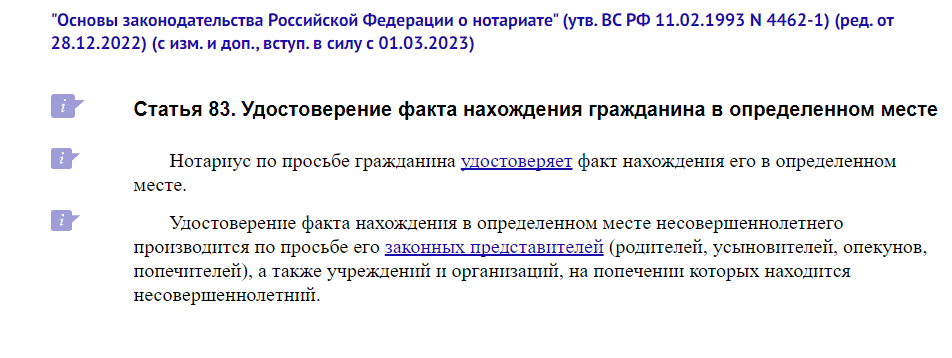 "Основы законодательства Российской Федерации о нотариате" (утв. ВС РФ 11.02.1993 N 4462-1) (ред. от
28.12.2022) (с изм. и доп., вступ. в силу с 01.03.2023)
i
Статья 83. Удостоверение факта нахождения гражданина в определенном месте
i
Нотариус по просьбе гражданина удостоверяет факт нахождения его в определенном
месте.
i
Удостоверение факта нахождения в определенном месте несовершеннолетнего
производится по просьбе его законных представителей (родителей, усыновителей, опекунов,
попечителей), а также учреждений и организаций, на попечении которых находится
несовершеннолетний.